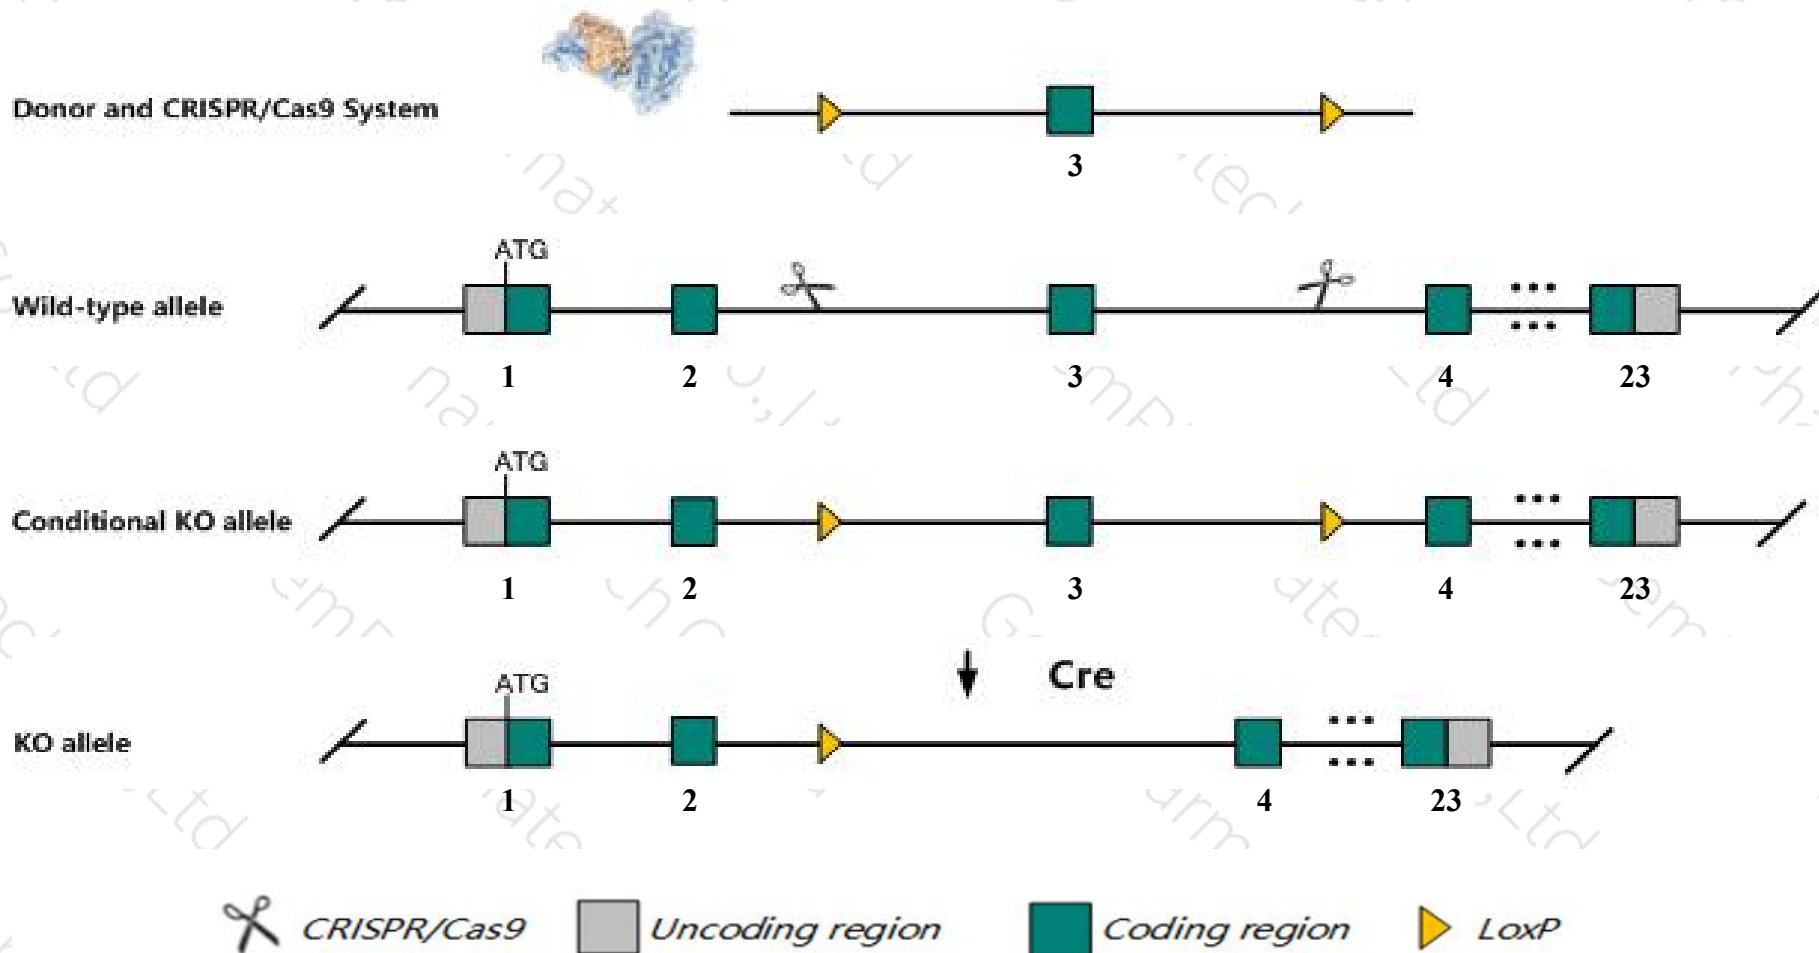 Donor and CRISPR/Cas9 System
3
ATG
Wild-type allele
1 2 3 4 23
ATG
Conditional KO allele
1 2 3 4 23
Cre
ATG
KO allele
1 2 4 23
CRISPR/Cas9 Uncoding region Coding region LoxP